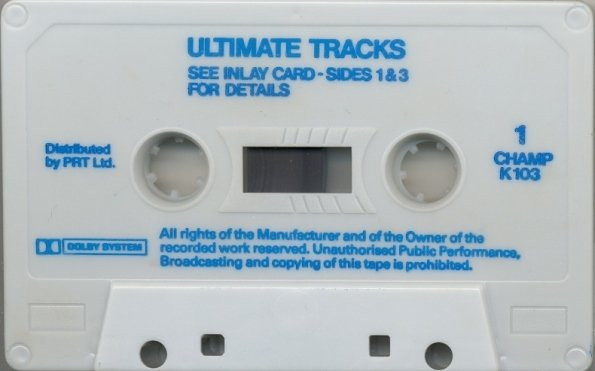 ULTIMATE TRACKS
SEE INLAY CARD - SIDES 1 & 3
FOR DETAILS
Distributed
by PRT Ltd.
1
CHAMP
K103
DOLBY SYSTEM
All rights of the Manufacturer and of the Owner of the
recorded work reserved. Unauthorised Public Performance,
Broadcasting and copying of this tape is prohibited.